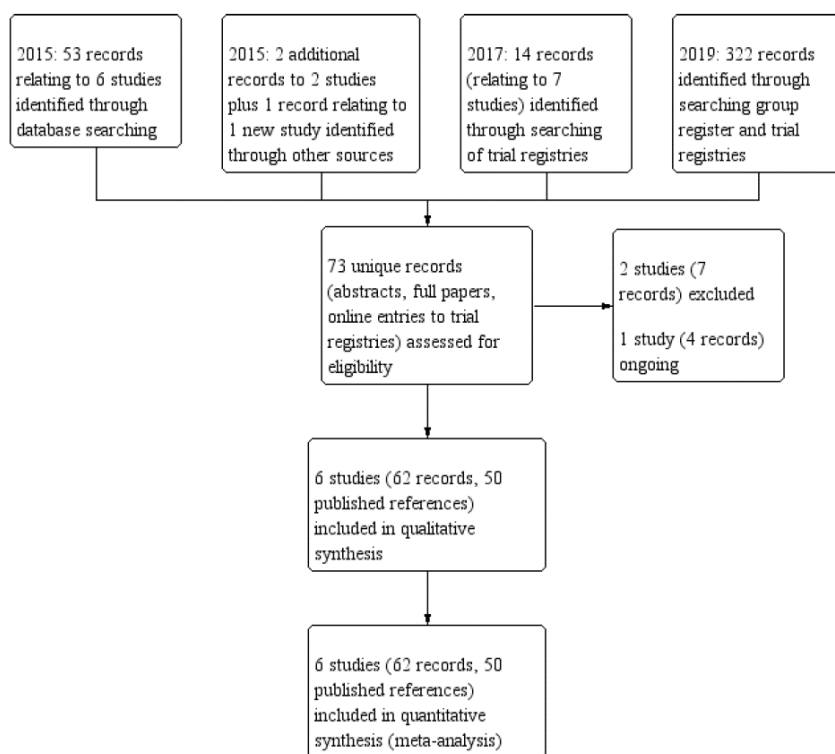 2015: 53 records
relating to 6 studies
identified through
database searching
2015: 2 additional
records to 2 studies
plus 1 record relating to
1 new study identified
through other sources
2017: 14 records
(relating to 7
studies) identified
through searching
of trial registries
2019: 322 records
identified through
searching group
register and trial
registries
73 unique records
(abstracts, full papers,
online entries to trial
registries) assessed for
eligibility
2 studies (7
records) excluded
1 study (4 records)
ongoing
6 studies (62 records, 50
published references)
included in qualitative
synthesis
6 studies (62 records, 50
published references)
included in quantitative
synthesis (meta-analysis)